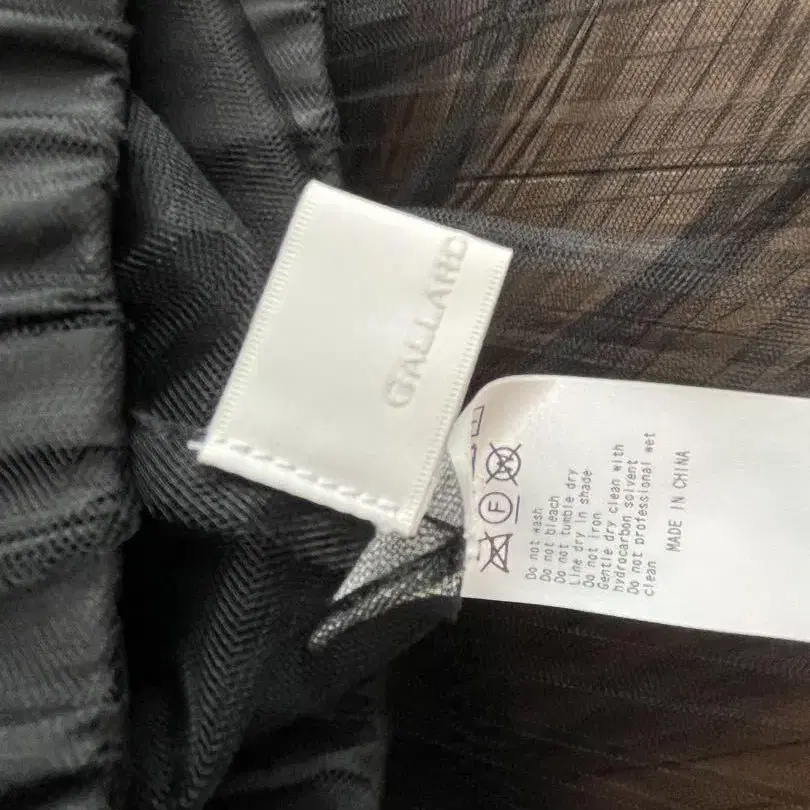 GALLARD
F
W
Do not wash
Do not bleach
Do not tumble dry
Line dry in shade
Do not iron
Gentle dry clean with
hydrocarbon solvent
Do not professional wet
clean
MADE IN CHINA